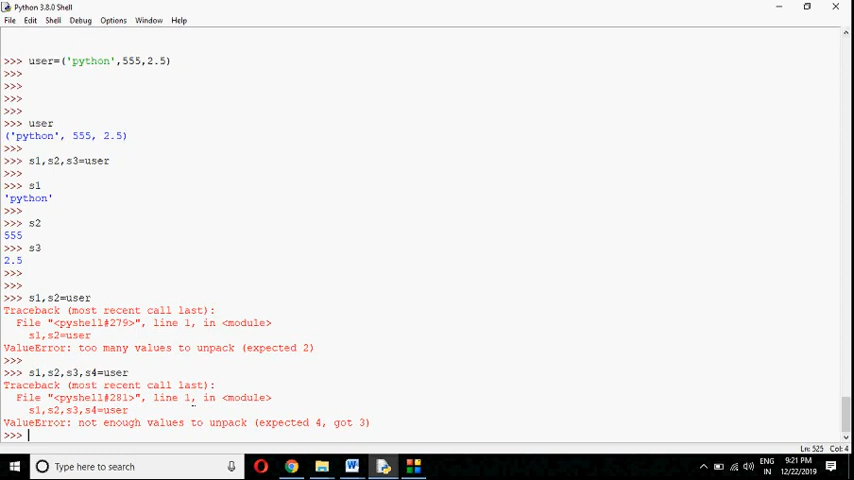 Python 3.8.0 Shell
File Edit Shell Debug Options Window Help
>>> user=('python',555,2.5)
>>>
>>>
>>>
>>>
>>> user
('python', 555, 2.5)
>>>
>>> s1,s2,s3=user
>>>
>>> s1
'python'
>>>
>>> s2
555
>>> s3
2.5
>>>
>>>
>>> s1,s2=user
Traceback (most recent call last):
File "<pyshell#279>", line 1, in <module>
s1,s2=user
ValueError: too many values to unpack (expected 2)
>>>
>>> s1,s2,s3,s4=user
Traceback (most recent call last):
File "<pyshell#281>", line 1, in <module>
s1,s2,s3,s4=user
ValueError: not enough values to unpack (expected 4, got 3)
>>>
Ln: 525 Col: 4
Type here to search
ENG 9:21 PM
IN 12/22/2019